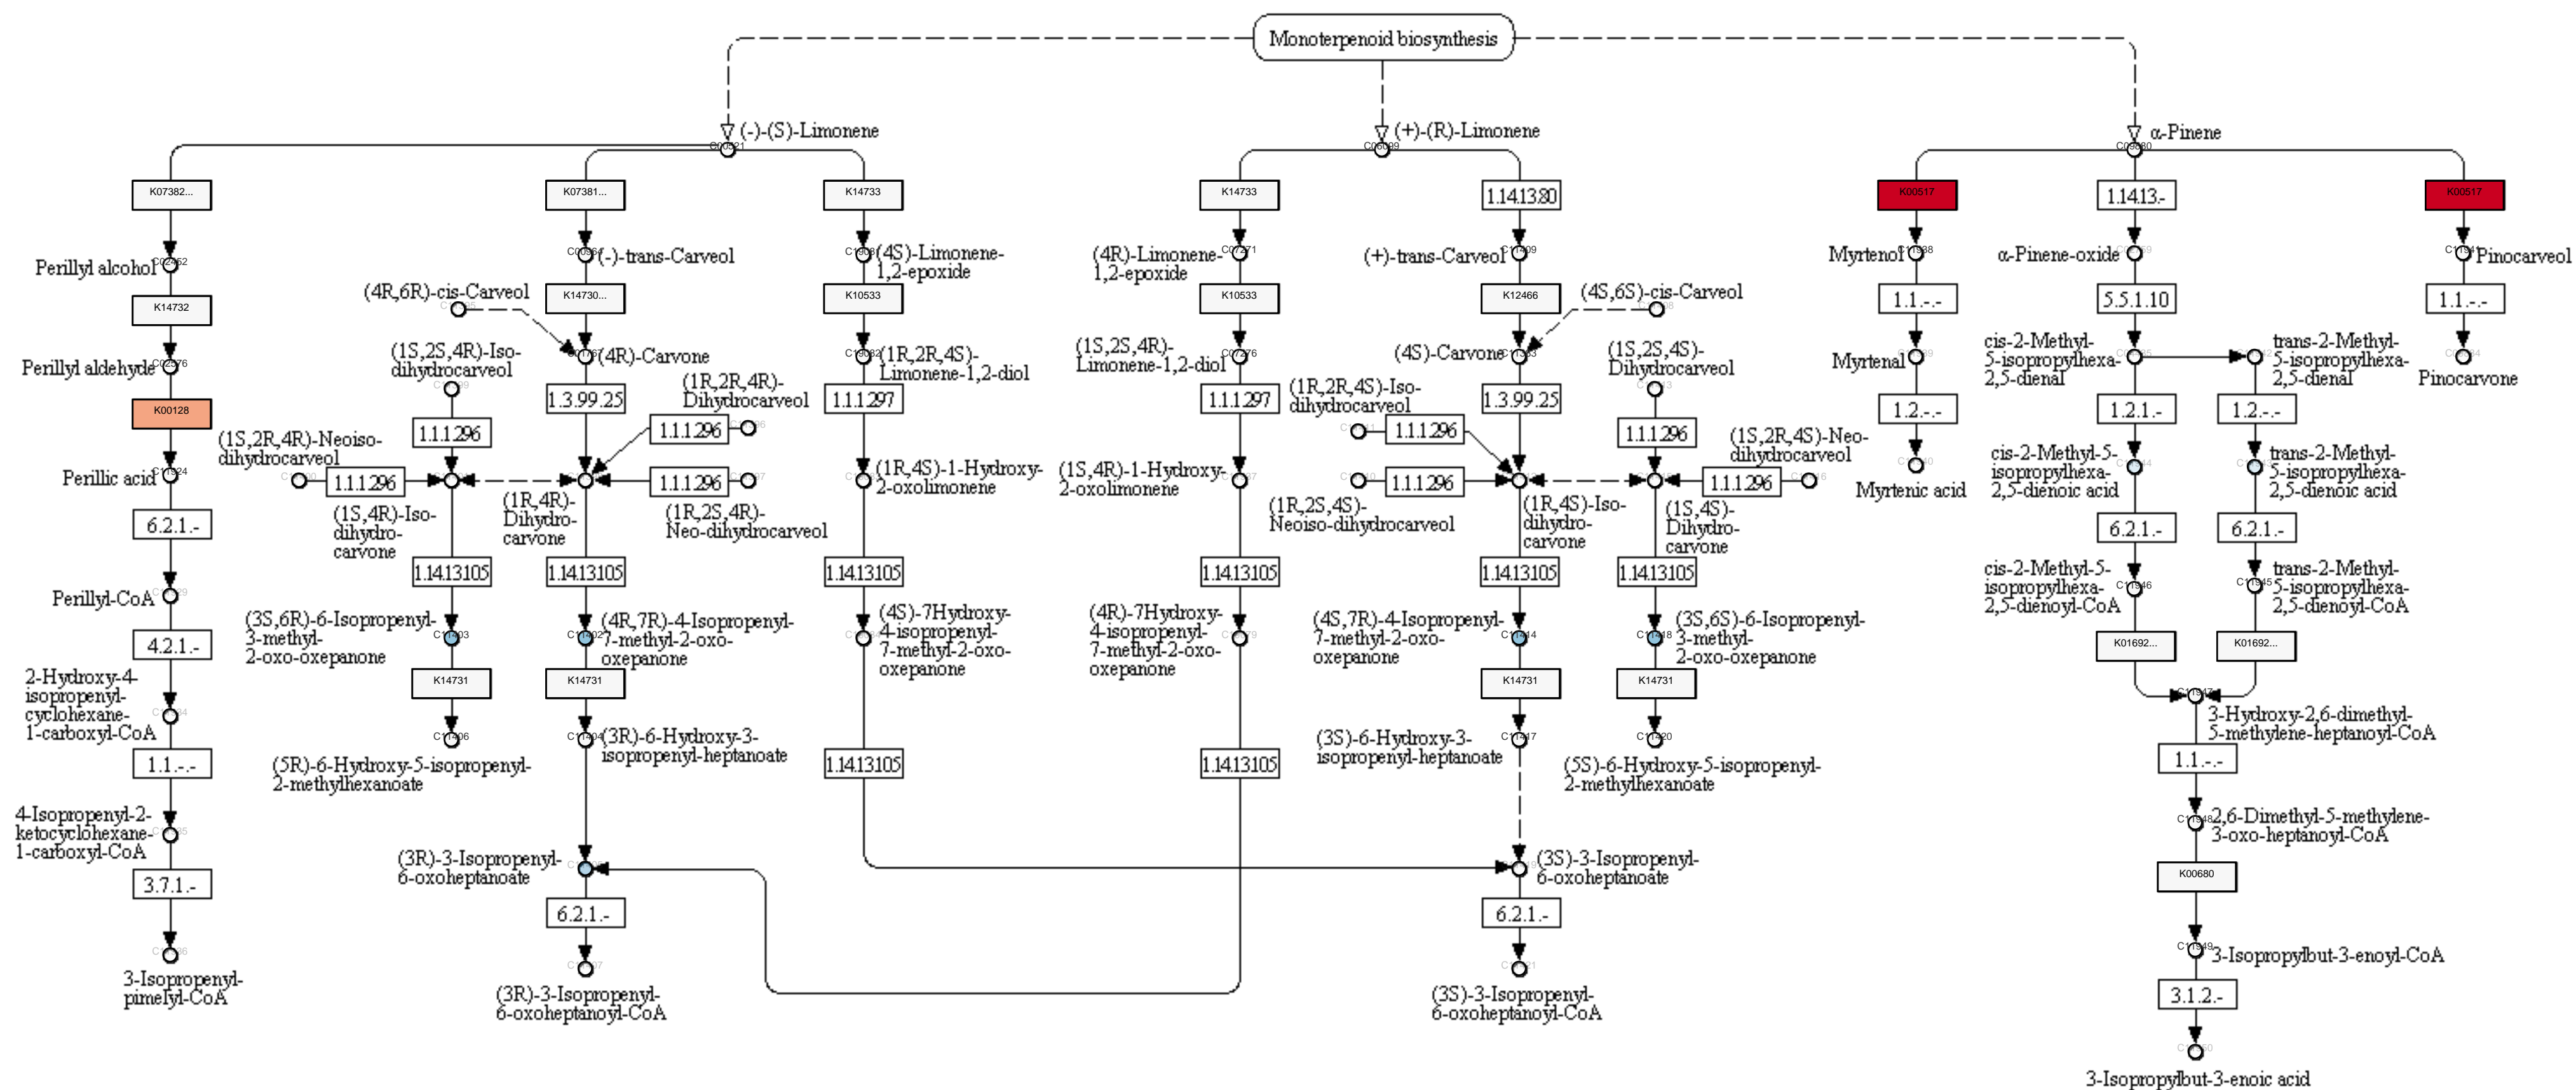 Monoterpenoid biosynthesis
(-)-(S)-Limonene
(+)-(R)-Limonene
α-Pinene
K07382...
K07381...
K14733
K14733
1.14.13.80
K00517
1.14.13.-
K00517
Perillyl alcohol
(-)-trans-Carveol
(4S)-Limonene-
1,2-epoxide
(4R)-Limonene-
1,2-epoxide
(+)-trans-Carveol
Myrtenol
α-Pinene-oxide
Pinocarveol
K14732
(4R,6R)-cis-Carveol
K14730...
K10533
K10533
K12466
(4S,6S)-cis-Carveol
1.1.-.-
5.5.1.10
1.1.-.-
Perillyl aldehyde
(1S,2S,4R)-Iso-
dihydrocarveol
(4R)-Carvone
(1R,2R,4S)-
Limonene-1,2-diol
(1S,2S,4R)-
Limonene-1,2-diol
(4S)-Carvone
(1S,2S,4S)-
Dihydrocarveol
Myrtenal
cis-2-Methyl-
5-isopropylhexa-
2,5-dienal
trans-2-Methyl-
5-isopropylhexa-
2,5-dienal
Pinocarvone
K00128
1.3.99.25
(1R,2R,4R)-
Dihydrocarveol
1.1.1.297
1.1.1.297
(1R,2R,4S)-Iso-
dihydrocarveol
1.3.99.25
1.2.-.-
1.2.1.-
1.2.-.-
(1S,2R,4R)-Neoiso-
dihydrocarveol
1.1.1.296
1.1.1.296
1.1.1.296
1.1.1.296
(1S,2R,4S)-Neo-
dihydrocarveol
Perillic acid
C11924
1.1.1.296
1.1.1.296
(1R,4S)-1-Hydroxy-
2-oxolimonene
(1S,4R)-1-Hydroxy-
2-oxolimonene
1.1.1.296
1.1.1.296
Myrtenic acid
cis-2-Methyl-5-
isopropylhexa-
2,5-dienoic acid
trans-2-Methyl-
5-isopropylhexa-
2,5-dienoic acid
6.2.1.-
(1S,4R)-Iso-
dihydro-
carvone
(1R,4R)-
Dihydro-
carvone
(1R,2S,4R)-
Neo-dihydrocarveol
(1R,2S,4S)-
Neoiso-dihydrocarveol
(1R,4S)-Iso-
dihydro-
carvone
(1S,4S)-
Dihydro-
carvone
6.2.1.-
6.2.1.-
Perillyl-CoA
1.14.13.105
1.14.13.105
1.14.13.105
1.14.13.105
1.14.13.105
1.14.13.105
cis-2-Methyl-5-
isopropylhexa-
2,5-dienoyl-CoA
C11946
C11945
trans-2-Methyl-
5-isopropylhexa-
2,5-dienoyl-CoA
4.2.1.-
(3S,6R)-6-Isopropenyl-
3-methyl-
2-oxo-oxepanone
C11403
C11402
(4R,7R)-4-Isopropenyl-
7-methyl-2-oxo-
oxepanone
(4S)-7Hydroxy-
4-isopropenyl-
7-methyl-2-oxo-
oxepanone
(4R)-7Hydroxy-
4-isopropenyl-
7-methyl-2-oxo-
oxepanone
(4S,7R)-4-Isopropenyl-
7-methyl-2-oxo-
oxepanone
C11414
C11418
(3S,6S)-6-Isopropenyl-
3-methyl-
2-oxo-oxepanone
K01692...
K01692...
2-Hydroxy-4-
isopropenyl-
cyclohexane-
1-carboxyl-CoA
K14731
K14731
K14731
K14731
C11947
3-Hydroxy-2,6-dimethyl-
5-methylene-heptanoyl-CoA
1.1.-.-
C11406
(5R)-6-Hydroxy-5-isopropenyl-
2-methylhexanoate
C11404
(3R)-6-Hydroxy-3-
isopropenyl-heptanoate
1.14.13.105
1.14.13.105
(3S)-6-Hydroxy-3-
isopropenyl-heptanoate
C11417
C11420
(5S)-6-Hydroxy-5-isopropenyl-
2-methylhexanoate
1.1.-.-
4-Isopropenyl-2-
ketocyclohexane-
1-carboxyl-CoA
C11948
2,6-Dimethyl-5-methylene-
3-oxo-heptanoyl-CoA
3.7.1.-
(3R)-3-Isopropenyl-
6-oxoheptanoate
(3S)-3-Isopropenyl-
6-oxoheptanoate
K00680
6.2.1.-
6.2.1.-
3-Isopropenyl-
pimelyl-CoA
(3R)-3-Isopropenyl-
6-oxoheptanoyl-CoA
(3S)-3-Isopropenyl-
6-oxoheptanoyl-CoA
C11949
3-Isopropylbut-3-enoyl-CoA
3.1.2.-
3-Isopropylbut-3-enoic acid